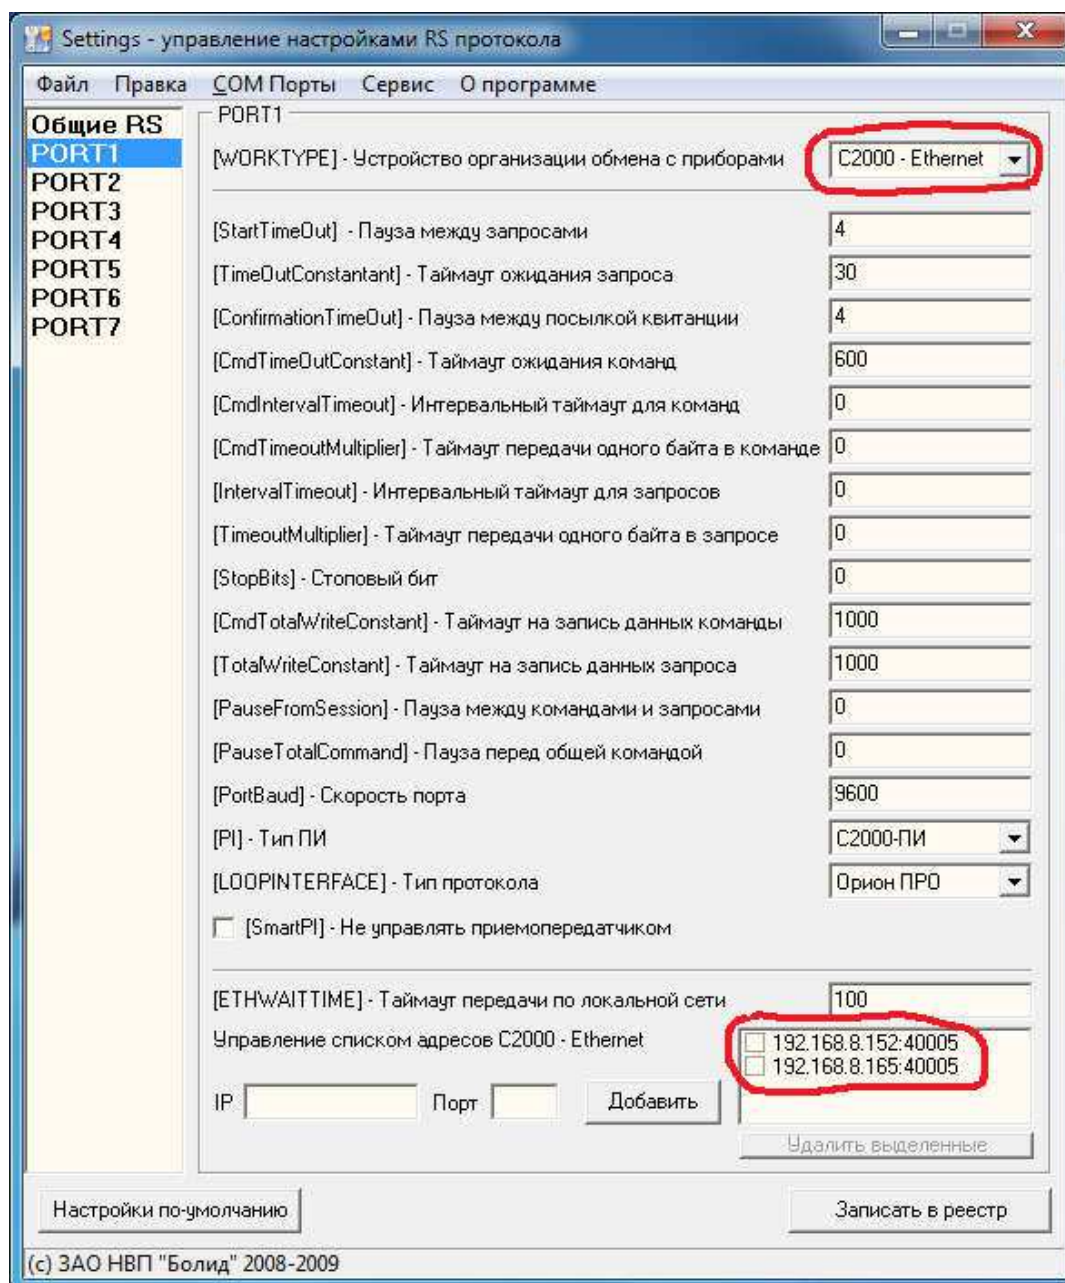 Settings - управление настройками RS протокола
Файл Правка COM Порты Сервис О программе
Общие RS
PORT1
PORT2
PORT3
PORT4
PORT5
PORT6
PORT7
PORT1
[WORKTYPE] - Устройство организации обмена с приборами C2000 - Ethernet
[StartTimeOut] - Пауза между запросами 4
[TimeOutConstantant] - Таймаут ожидания запроса 30
[ConfirmationTimeOut] - Пауза между посылкой квитанции 4
[CmdTimeOutConstant] - Таймаут ожидания команд 600
[CmdIntervalTimeout] - Интервальный таймаут для команд 0
[CmdTimeoutMultiplier] - Таймаут передачи одного байта в команде 0
[IntervalTimeout] - Интервальный таймаут для запросов 0
[TimeoutMultiplier] - Таймаут передачи одного байта в запросе 0
[StopBits] - Стоповый бит 0
[CmdTotalWriteConstant] - Таймаут на запись данных команды 1000
[TotalWriteConstant] - Таймаут на запись данных запроса 1000
[PauseFromSession] - Пауза между командами и запросами 0
[PauseTotalCommand] - Пауза перед общей командой 0
[PortBaud] - Скорость порта 9600
[PI] - Тип ПИ С2000-ПИ
[LOOPINTERFACE] - Тип протокола Орион ПРО
[SmartPI] - Не управлять приемопередатчиком
[ETHWAITTIME] - Таймаут передачи по локальной сети 100
Управление списком адресов C2000 - Ethernet
192.168.8.152:40005
192.168.8.165:40005
IP Порт Добавить
Удалить выделенные
Настройки по-умолчанию Записать в реестр
(с) ЗАО НВП "Болид" 2008-2009